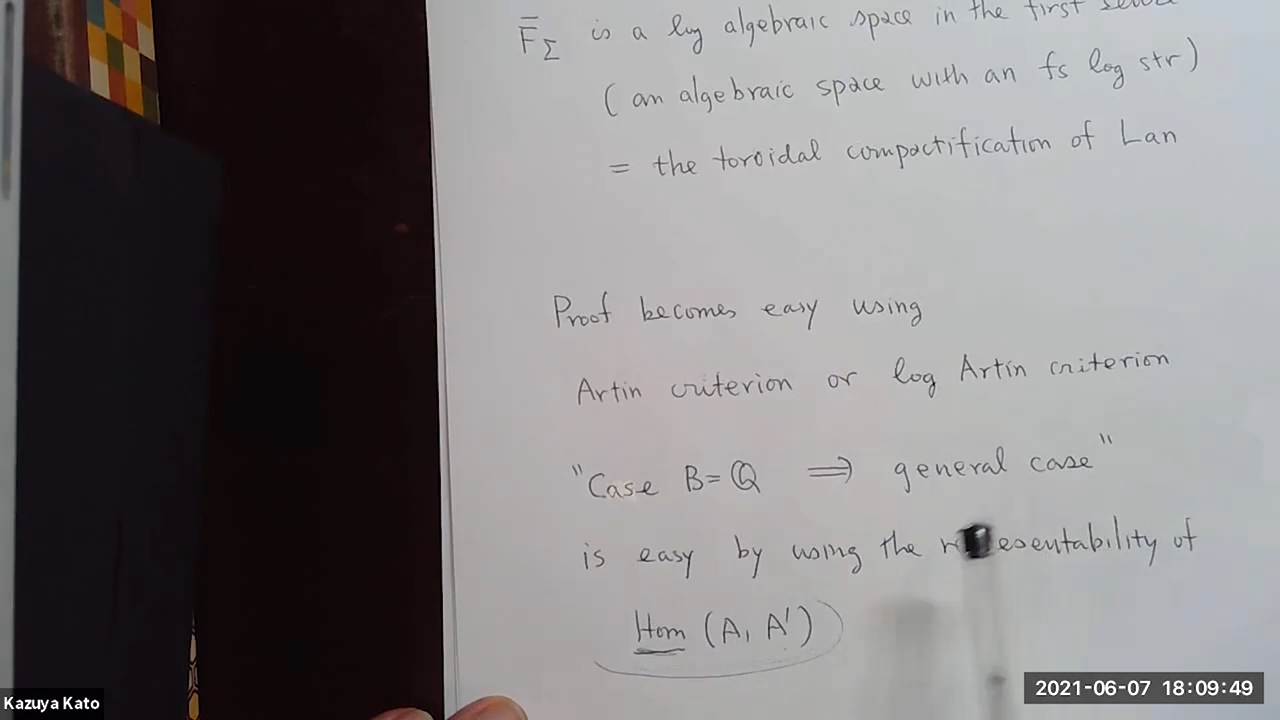 F̄_Σ is a log algebraic space in the first
(an algebraic space with an fs log str)
= the toroidal compactification of Lan
Proof becomes easy using
Artin criterion or log Artin criterion
"Case B=ℚ ⟹ general case"
is easy by using the representability of
Hom (A, A')
Kazuya Kato
2021-06-07 18:09:49